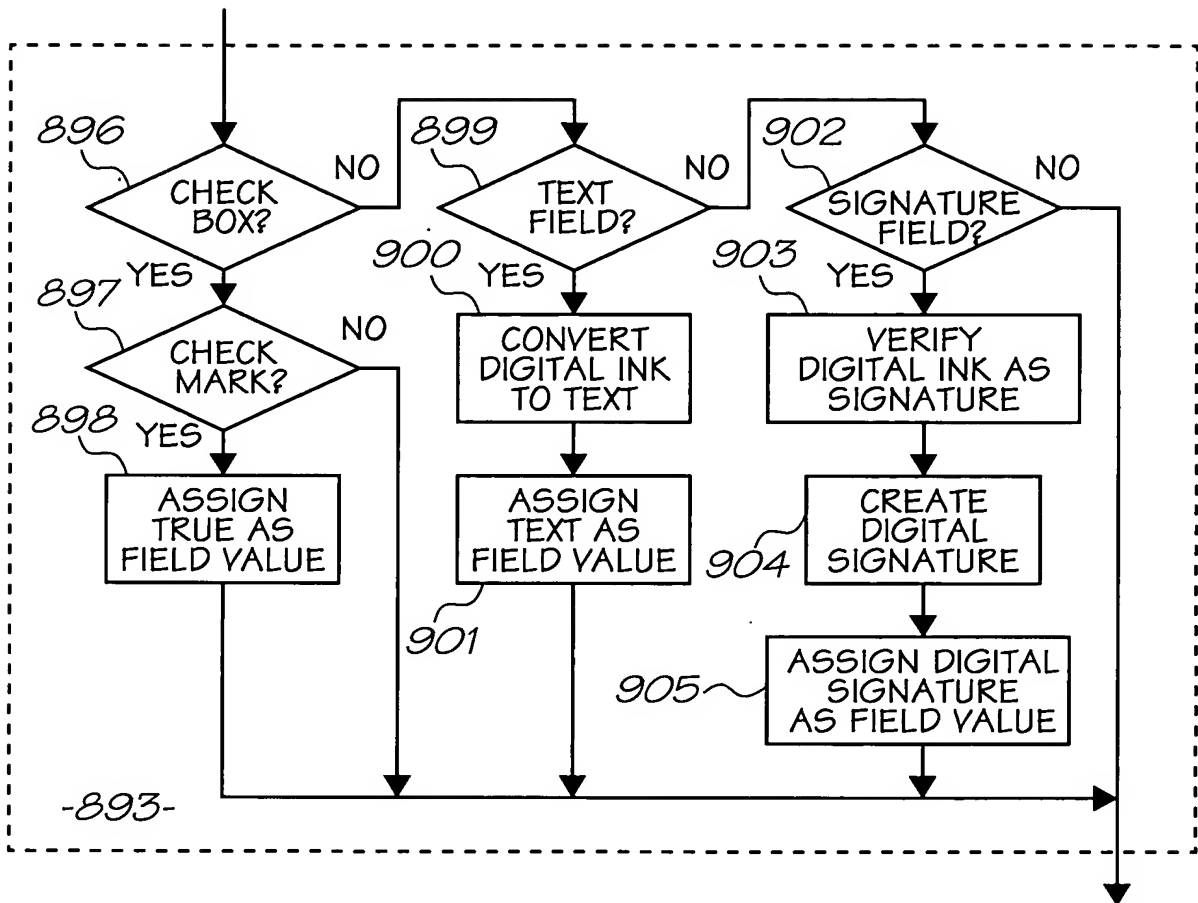 896
CHECK
BOX?
NO
YES
897
CHECK
MARK?
NO
YES
898
ASSIGN
TRUE AS
FIELD VALUE
899
TEXT
FIELD?
NO
YES
900
CONVERT
DIGITAL INK
TO TEXT
ASSIGN
TEXT AS
FIELD VALUE
901
902
SIGNATURE
FIELD?
NO
YES
903
VERIFY
DIGITAL INK AS
SIGNATURE
CREATE
DIGITAL
SIGNATURE
904
ASSIGN DIGITAL
SIGNATURE
AS FIELD VALUE
905
-893-